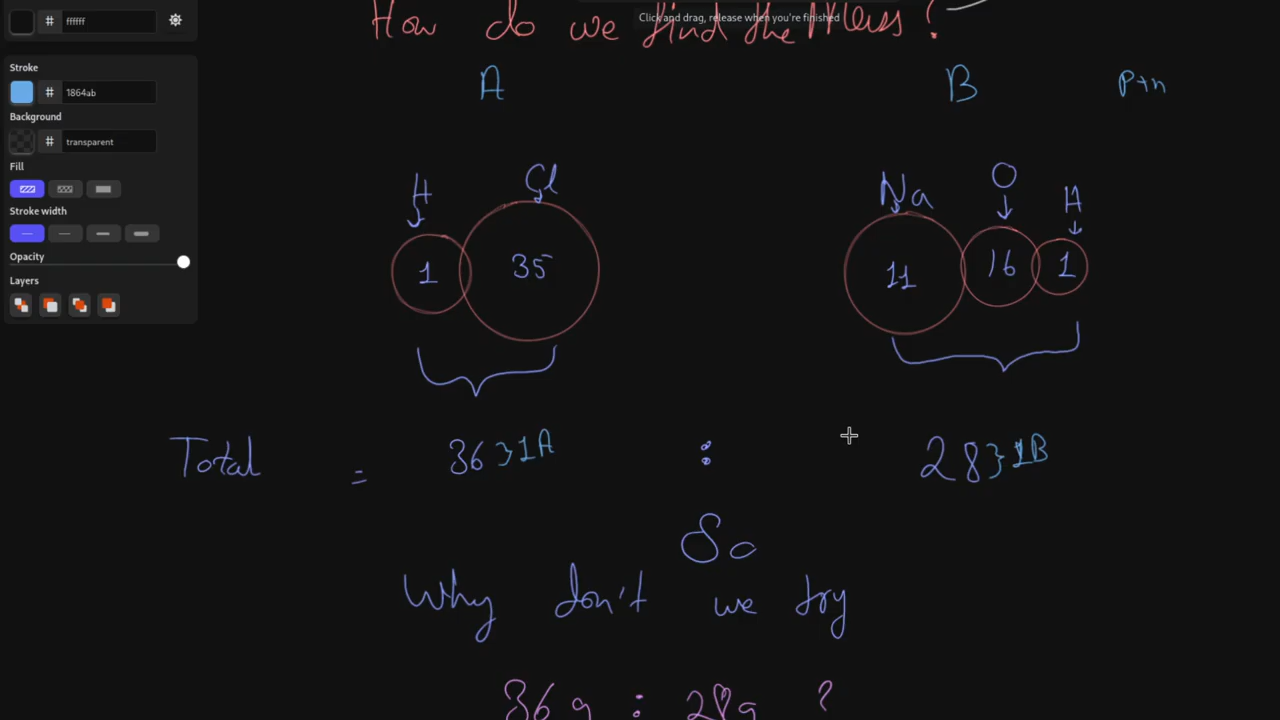 # ffffff
Click and drag, release when you're finished
How do we find the Mass ?
Stroke
# 1864ab
A B P+n
Background
# transparent
Fill
H Cl Na O H
Stroke width
1 35 11 16 1
Opacity
Layers
Total = 36 } 1A : 28 } 1B
So
Why don't we try
36g : 28g ?